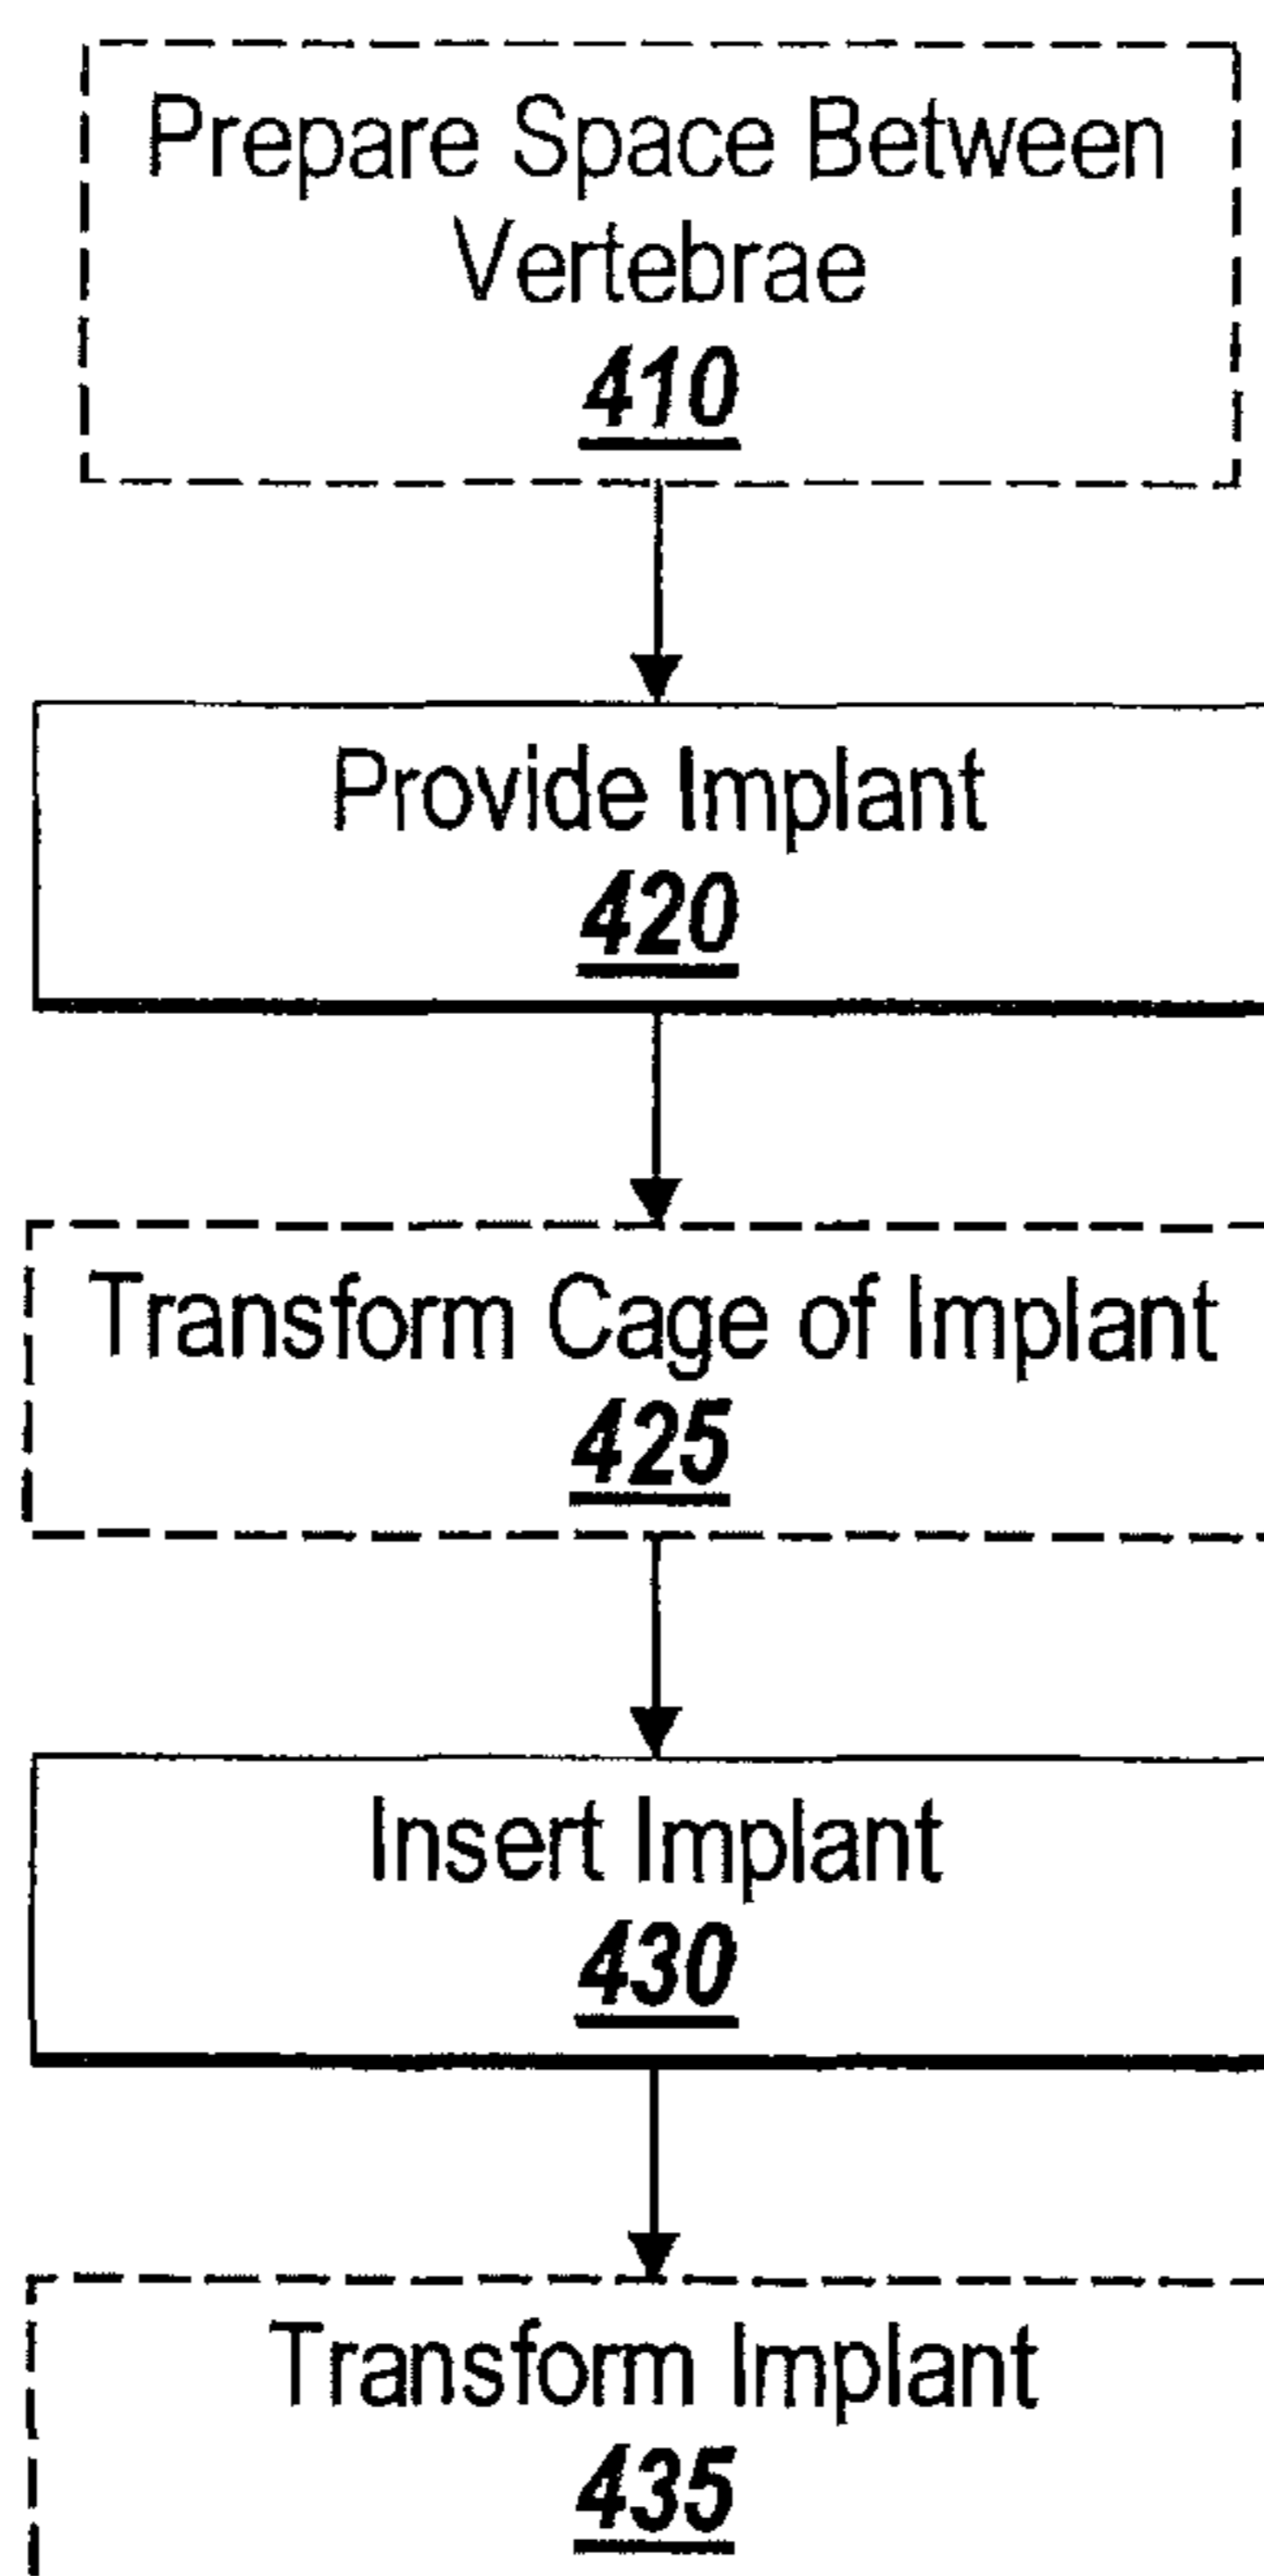 Prepare Space Between
Vertebrae
410
Provide Implant
420
Transform Cage of Implant
425
Insert Implant
430
Transform Implant
435